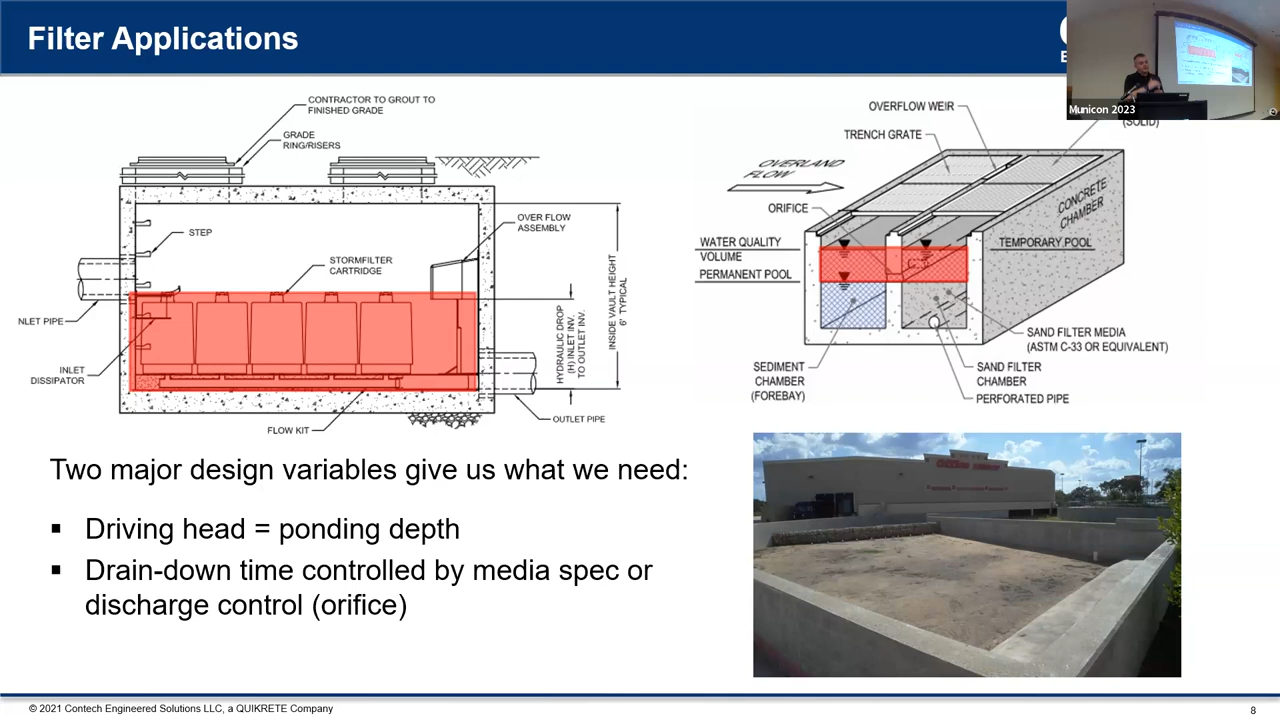 Filter Applications
Municon 2023
CONTRACTOR TO GROUT TO
FINISHED GRADE
GRADE
RING/RISERS
STEP
OVER FLOW
ASSEMBLY
STORMFILTER
CARTRIDGE
NLET PIPE
INLET
DISSIPATOR
HYDRAULIC DROP
(H) INLET INV.
TO OUTLET INV.
INSIDE VAULT HEIGHT
6' TYPICAL
OUTLET PIPE
FLOW KIT
OVERFLOW WEIR
(SOLID)
TRENCH GRATE
OVERLAND
FLOW
ORIFICE
CONCRETE
CHAMBER
WATER QUALITY
VOLUME
PERMANENT POOL
TEMPORARY POOL
SAND FILTER MEDIA
(ASTM C-33 OR EQUIVALENT)
SEDIMENT
CHAMBER
(FOREBAY)
SAND FILTER
CHAMBER
PERFORATED PIPE
Two major design variables give us what we need:
▪ Driving head = ponding depth
▪ Drain-down time controlled by media spec or
discharge control (orifice)
Office DEPOT
© 2021 Contech Engineered Solutions LLC, a QUIKRETE Company
8